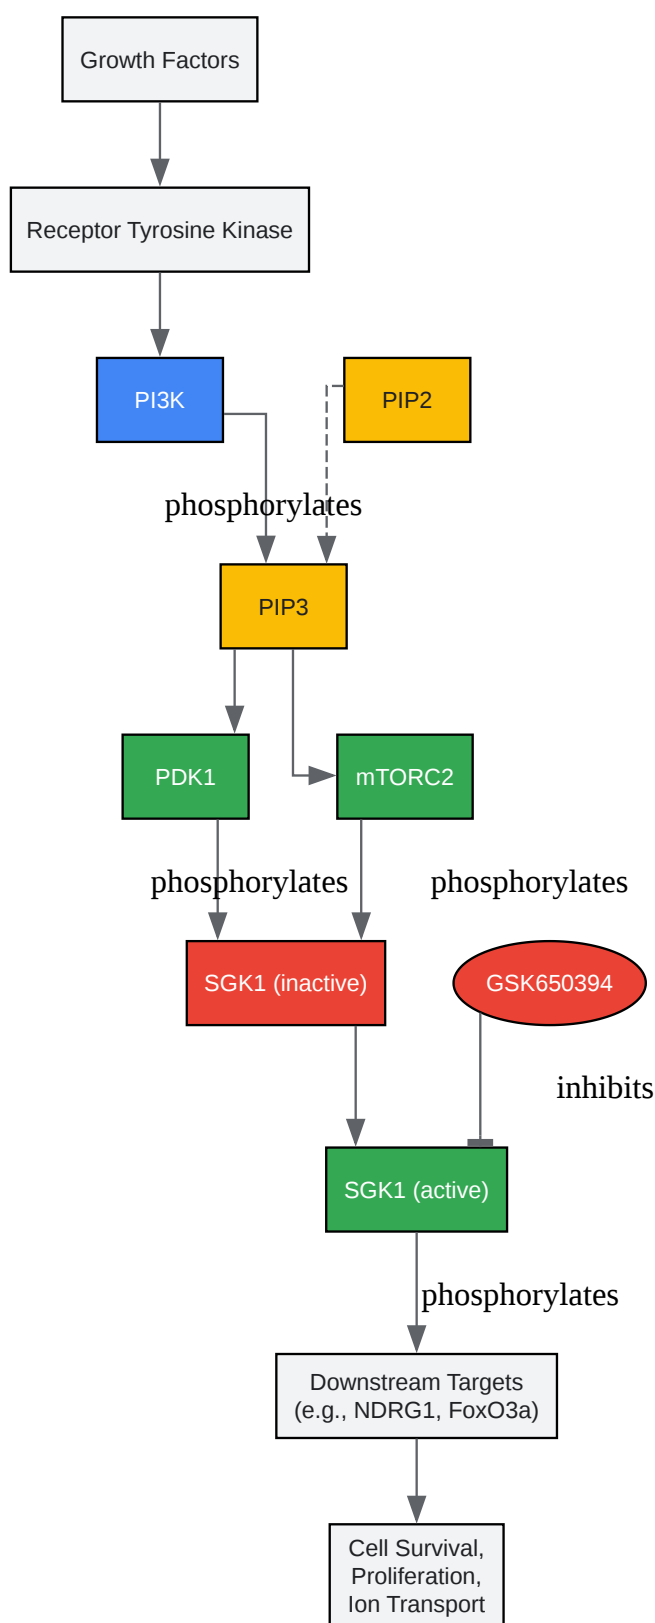 Growth Factors
Receptor Tyrosine Kinase
PI3K
PIP2
phosphorylates
PIP3
PDK1
mTORC2
phosphorylates
phosphorylates
SGK1 (inactive)
GSK650394
inhibits
SGK1 (active)
phosphorylates
Downstream Targets
(e.g., NDRG1, FoxO3a)
Cell Survival,
Proliferation,
Ion Transport